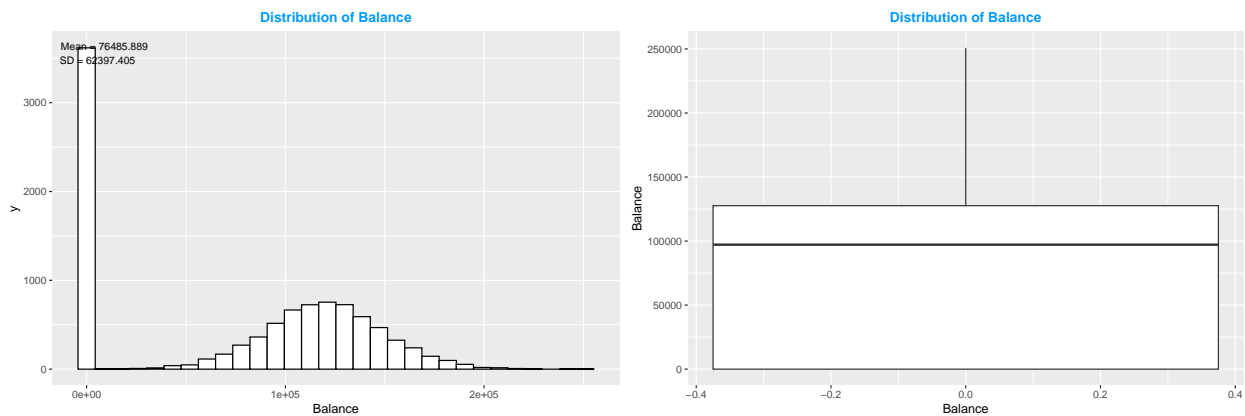 Distribution of Balance
Mean = 76485.889
SD = 62397.405
3000
2000
1000
0
y
0e+00
1e+05
2e+05
Balance
Distribution of Balance
250000
200000
150000
100000
50000
0
Balance
−0.4
−0.2
0.0
0.2
0.4
Balance